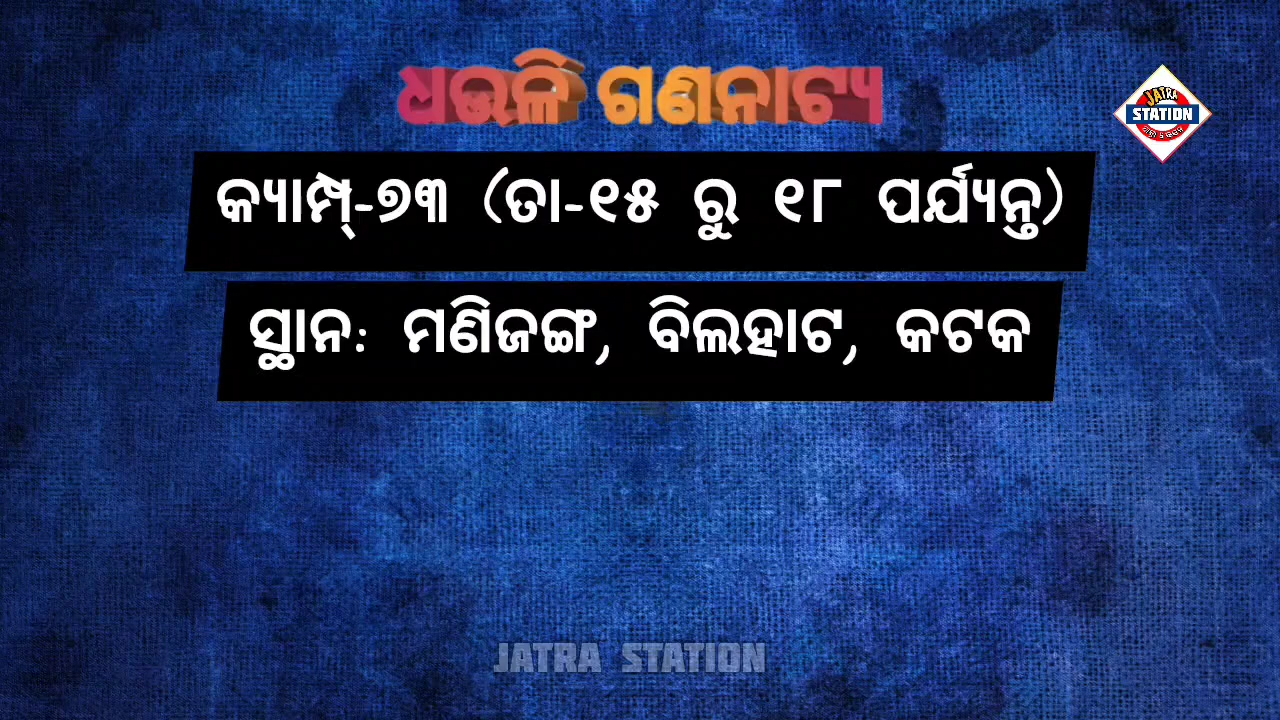 ଧଉଳି ଗଣନାଟ୍ୟ
JATRA
STATION
କ୍ୟାମ୍ପ୍-୭୩ (ତା-୧୫ ରୁ ୧୮ ପର୍ଯ୍ୟନ୍ତ)
ସ୍ଥାନ: ମଣିଜଙ୍ଗ, ବିଲହାଟ, କଟକ
JATRA STATION